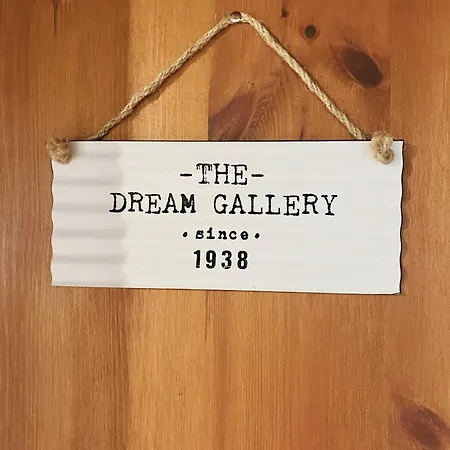 -THE-
DREAM GALLERY
• since •
1938